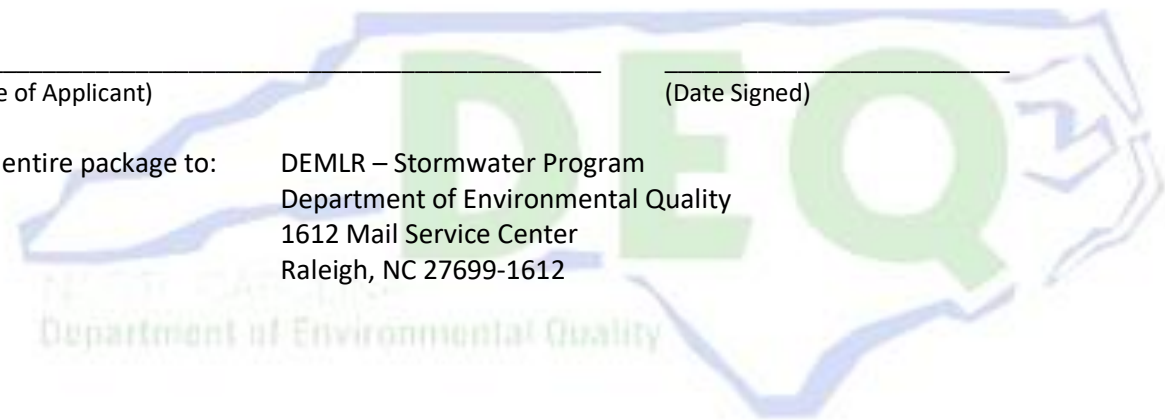 e of Applicant) (Date Signed)
entire package to: DEMLR – Stormwater Program
Department of Environmental Quality
1612 Mail Service Center
Raleigh, NC 27699-1612
DEQ
Department of Environmental Quality